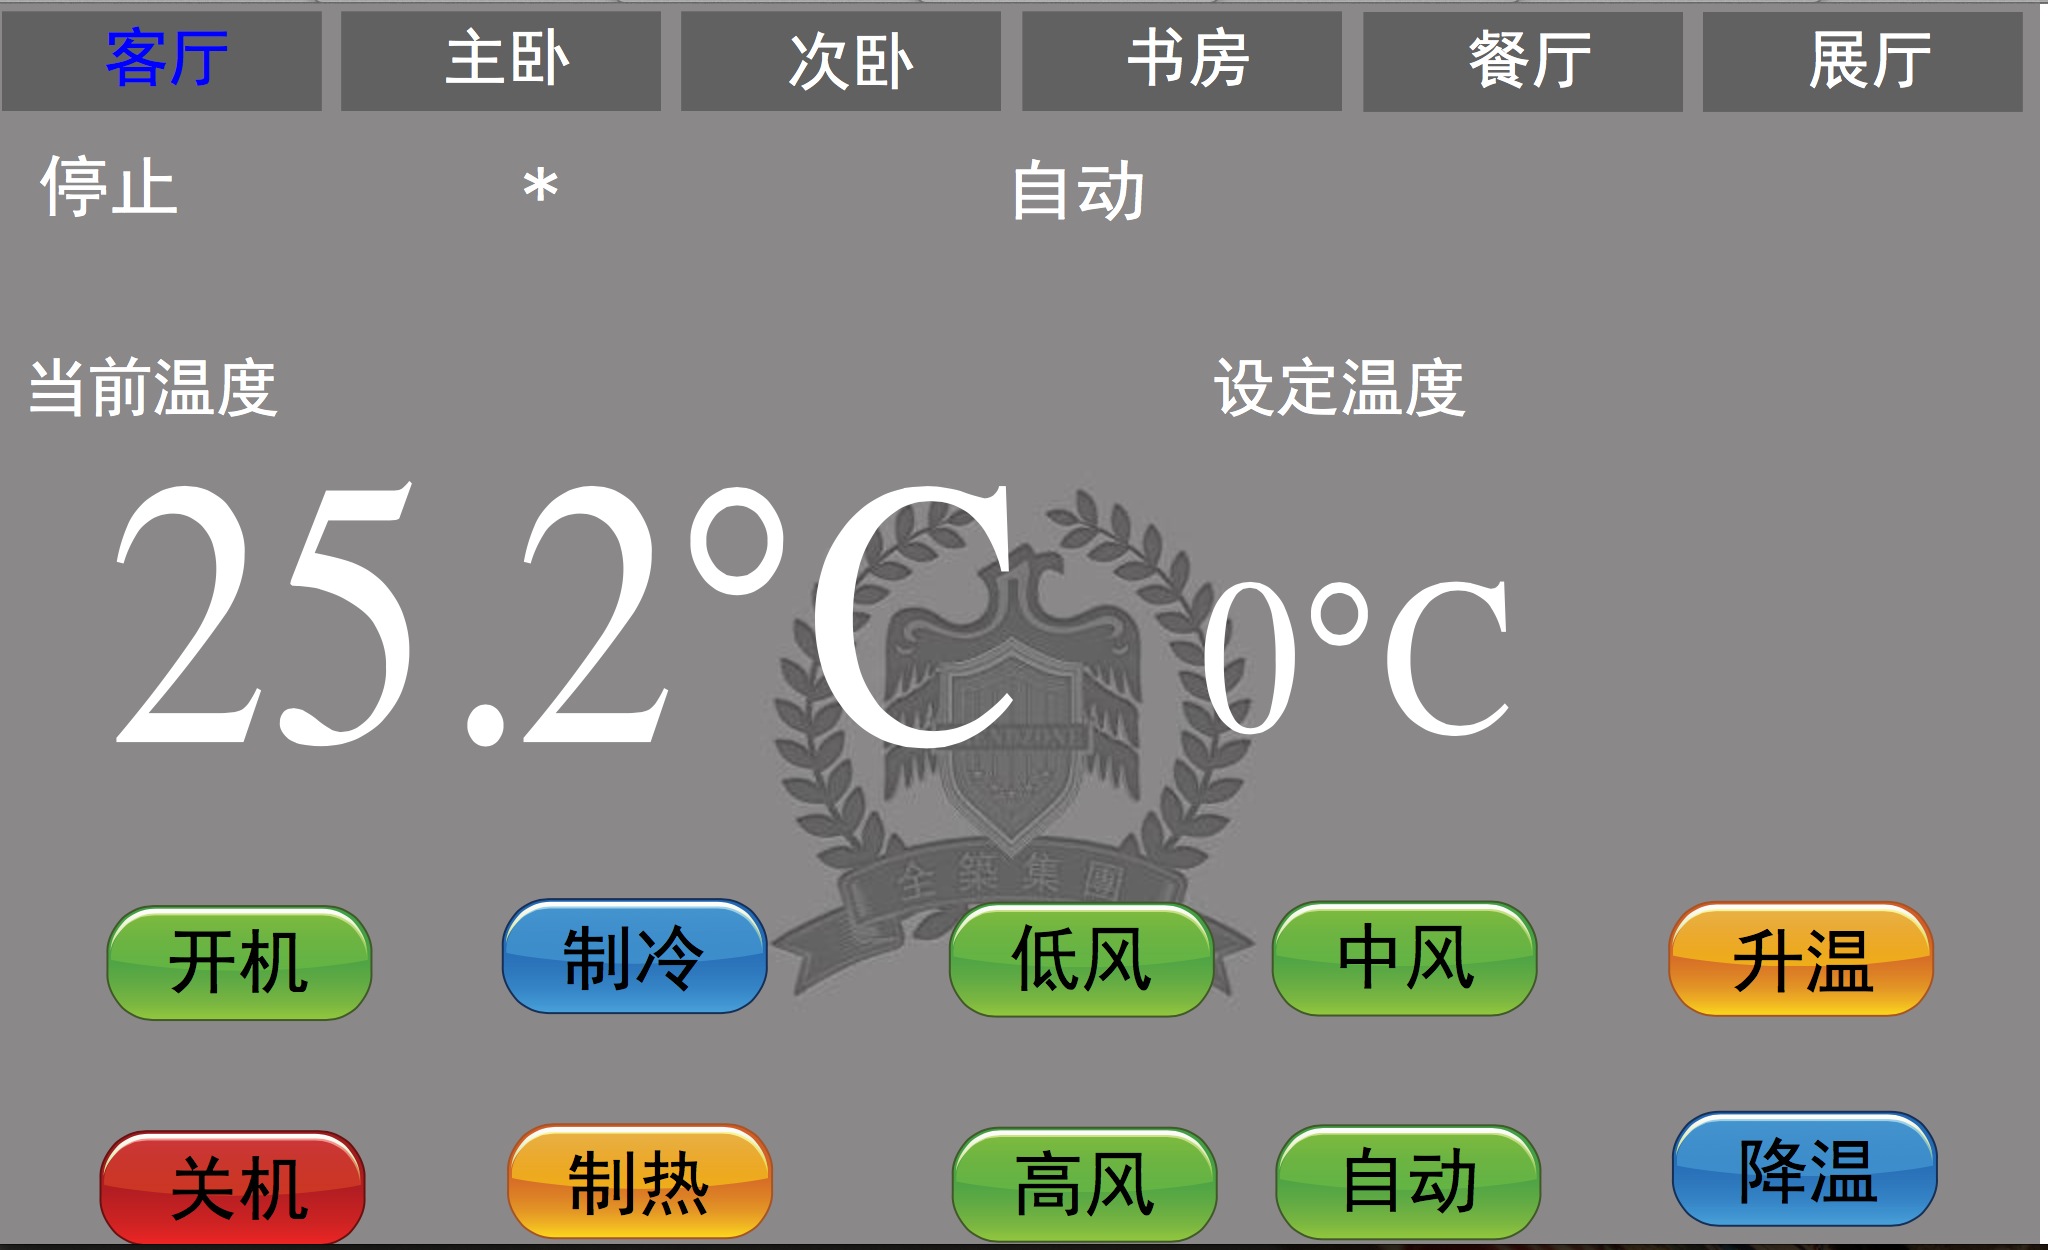 客厅 主卧 次卧 书房 餐厅 展厅
停止 * 自动
当前温度 设定温度
25.2°C 0°C
全築集團
开机 制冷 低风 中风 升温
关机 制热 高风 自动 降温